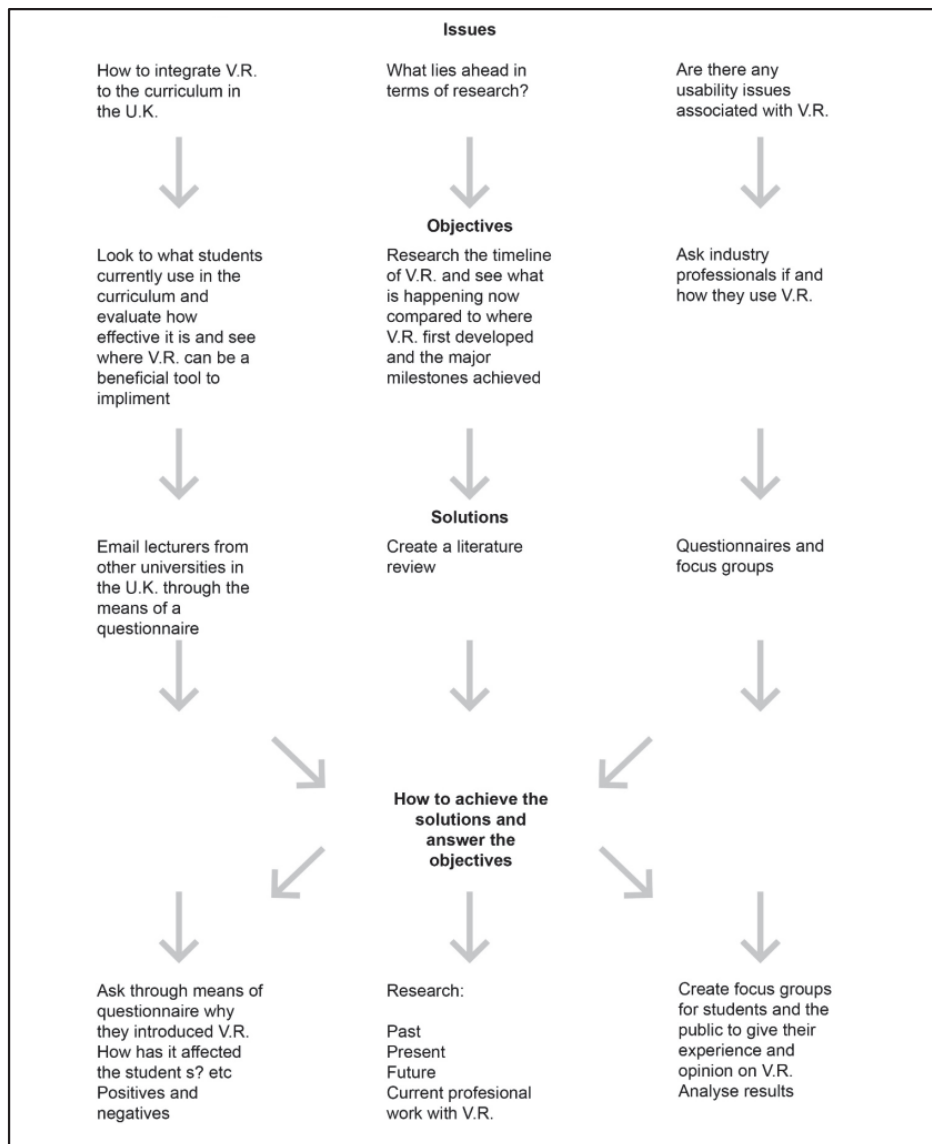 Issues
How to integrate V.R.
to the curriculum in
the U.K.
What lies ahead in
terms of research?
Are there any
usability issues
associated with V.R.
Objectives
Look to what students
currently use in the
curriculum and
evaluate how
effective it is and see
where V.R. can be a
beneficial tool to
impliment
Research the timeline
of V.R. and see what
is happening now
compared to where
V.R. first developed
and the major
milestones achieved
Ask industry
professionals if and
how they use V.R.
Solutions
Email lecturers from
other universities in
the U.K. through the
means of a
questionnaire
Create a literature
review
Questionnaires and
focus groups
How to achieve the
solutions and
answer the
objectives
Ask through means of
questionnaire why
they introduced V.R.
How has it affected
the student s? etc
Positives and
negatives
Research:
Past
Present
Future
Current profesional
work with V.R.
Create focus groups
for students and the
public to give their
experience and
opinion on V.R.
Analyse results